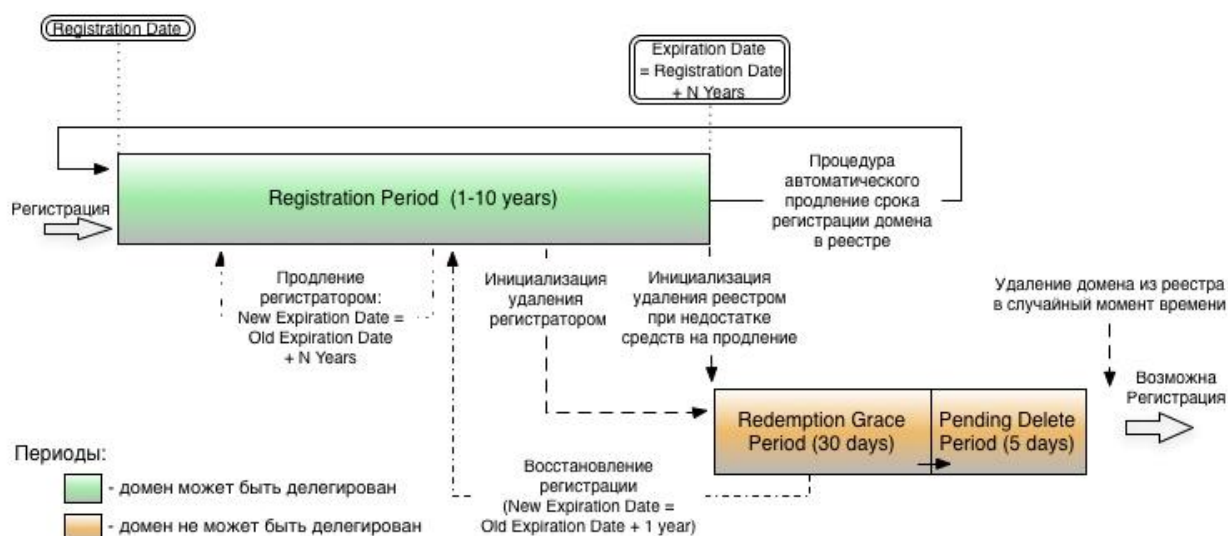 Registration Date
Expiration Date
= Registration Date
+ N Years
Регистрация
Registration Period (1-10 years)
Процедура
автоматического
продление срока
регистрации домена
в реестре
Продление
регистратором:
New Expiration Date =
Old Expiration Date
+ N Years
Инициализация
удаления
регистратором
Инициализация
удаления реестром
при недостатке
средств на продление
Удаление домена из реестра
в случайный момент времени
Redemption Grace
Period (30 days)
Pending Delete
Period (5 days)
Возможна
Регистрация
Восстановление
регистрации
(New Expiration Date =
Old Expiration Date + 1 year)
Периоды:
- домен может быть делегирован
- домен не может быть делегирован